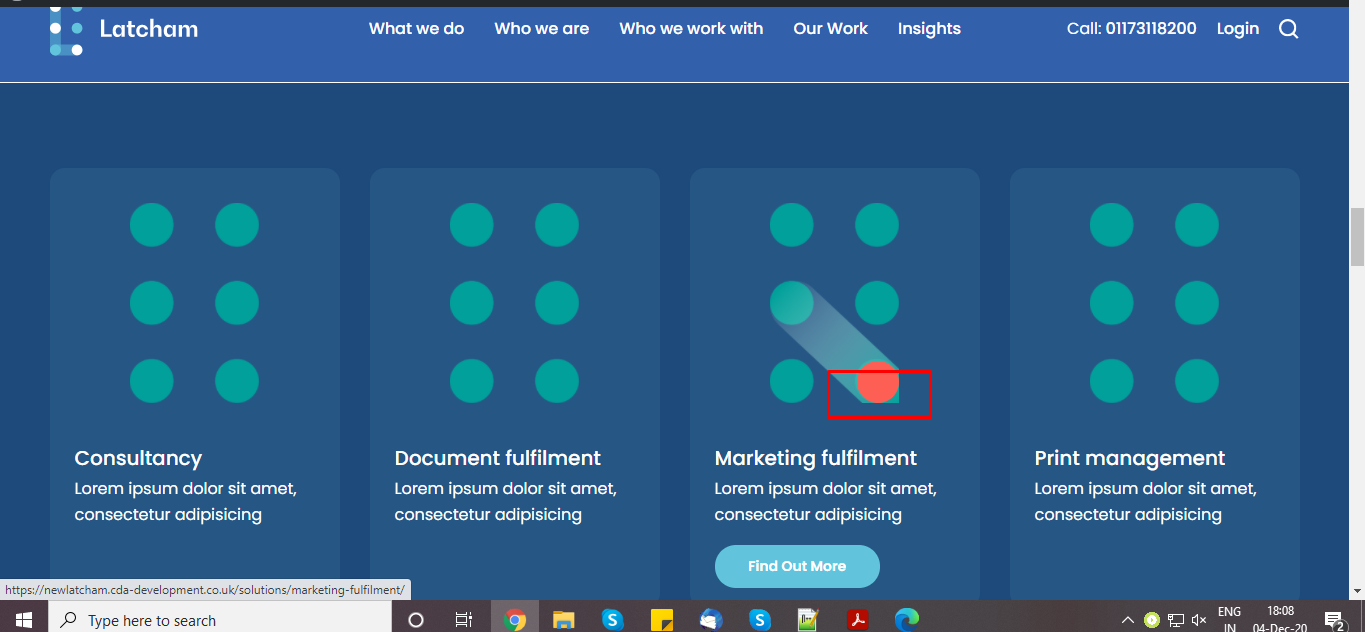 Latcham
What we do Who we are Who we work with Our Work Insights
Call: 01173118200 Login
Consultancy
Lorem ipsum dolor sit amet,
consectetur adipisicing
Document fulfilment
Lorem ipsum dolor sit amet,
consectetur adipisicing
Marketing fulfilment
Lorem ipsum dolor sit amet,
consectetur adipisicing
Find Out More
Print management
Lorem ipsum dolor sit amet,
consectetur adipisicing
https://newlatcham.cda-development.co.uk/solutions/marketing-fulfilment/
Type here to search
ENG
IN
18:08
04-Dec-20
2